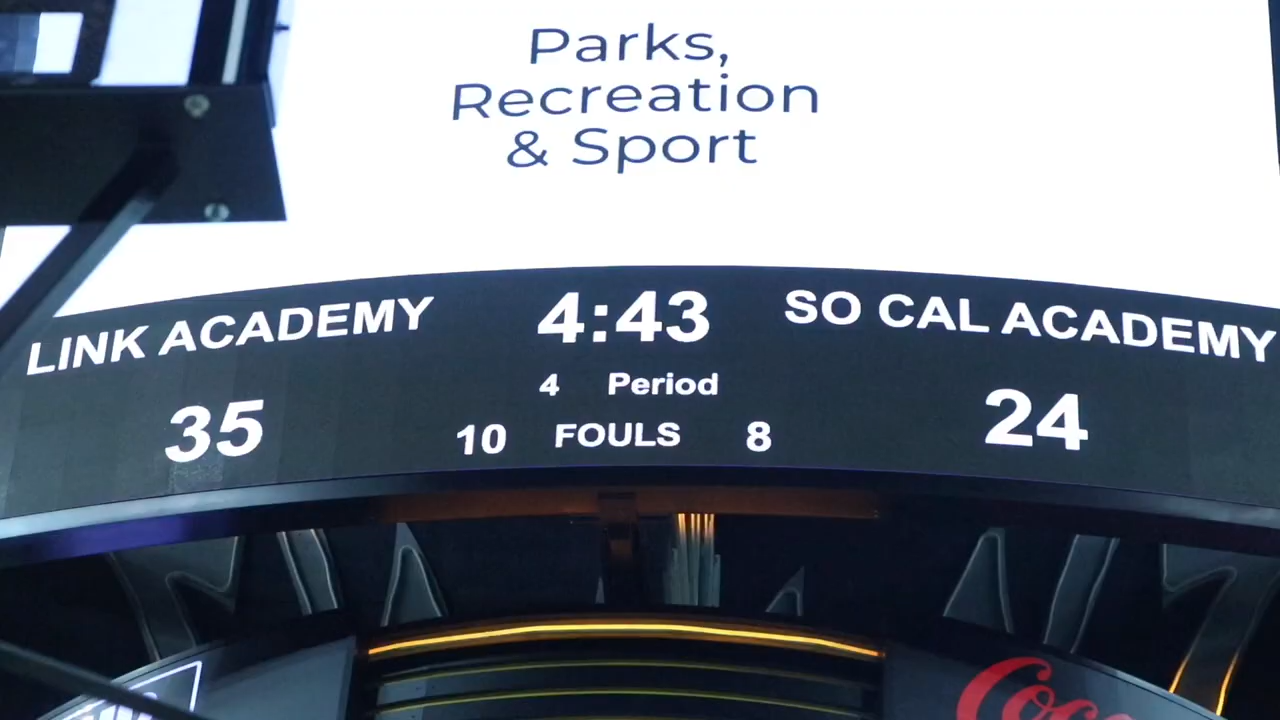 Parks,
Recreation
& Sport
LINK ACADEMY 4:43 SO CAL ACADEMY
4 Period
35 10 FOULS 8 24